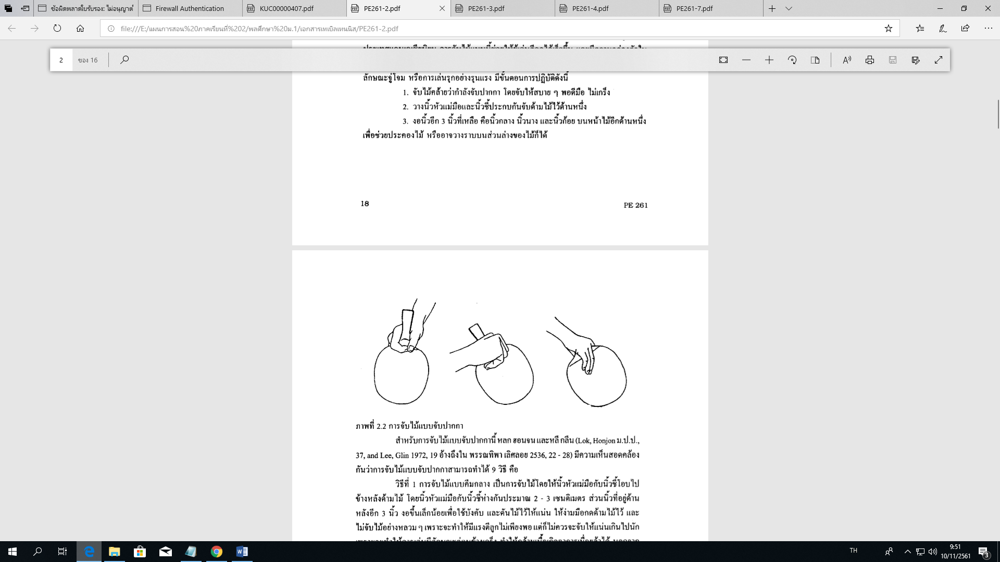 ข้อผิดพลาดใบรับรอง: ไม่อนุญาต
Firewall Authentication
KUC00000407.pdf
PE261-2.pdf
PE261-3.pdf
PE261-4.pdf
PE261-7.pdf
file:///E:/แผนการสอน%20ภาคเรียนที่%202/พลศึกษา%20ม.1/เอกสารเทเบิลเทนนิส/PE261-2.pdf
2 ของ 16
ลักษณะจู่โจม หรือการเล่นรุกอย่างรุนแรง มีขั้นตอนการปฏิบัติดังนี้
1. จับไม้คล้ายว่ากำลังจับปากกา โดยจับให้สบาย ๆ พอดีมือ ไม่เกร็ง
2. วางนิ้วหัวแม่มือและนิ้วชี้ประกบกันจับด้ามไม้ไว้ด้านหนึ่ง
3. งอนิ้วอีก 3 นิ้วที่เหลือ คือนิ้วกลาง นิ้วนาง และนิ้วก้อย บนหน้าไม้อีกด้านหนึ่ง
เพื่อช่วยประคองไม้ หรืออาจวางราบบนส่วนล่างของไม้ก็ได้
18
PE 261
ภาพที่ 2.2 การจับไม้แบบจับปากกา
สำหรับการจับไม้แบบจับปากกานี้ หลก ฮอนจน และหลี กลีน (Lok, Honjon ม.ป.ป.,
37, and Lee, Glin 1972, 19 อ้างถึงใน พรรณทิพา เลิศลอย 2536, 22 - 28) มีความเห็นสอดคล้อง
กันว่าการจับไม้แบบจับปากกาสามารถทำได้ 9 วิธี คือ
วิธีที่ 1 การจับไม้แบบคีมกลาง เป็นการจับไม้โดยให้นิ้วหัวแม่มือกับนิ้วชี้โอบไป
ข้างหลังด้ามไม้ โดยนิ้วหัวแม่มือกับนิ้วชี้ห่างกันประมาณ 2 - 3 เซนติเมตร ส่วนนิ้วที่อยู่ด้าน
หลังอีก 3 นิ้ว งอขึ้นเล็กน้อยเพื่อใช้บังคับ และดันไม้ไว้ให้แน่น ให้ง่ามมือกดด้ามไม้ไว้ และ
ไม่จับไม้อย่างหลวม ๆ เพราะจะทำให้มีแรงตีลูกไม่เพียงพอ แต่ก็ไม่ควรจะจับให้แน่นเกินไปนัก
TH
9:51
10/11/2561
3